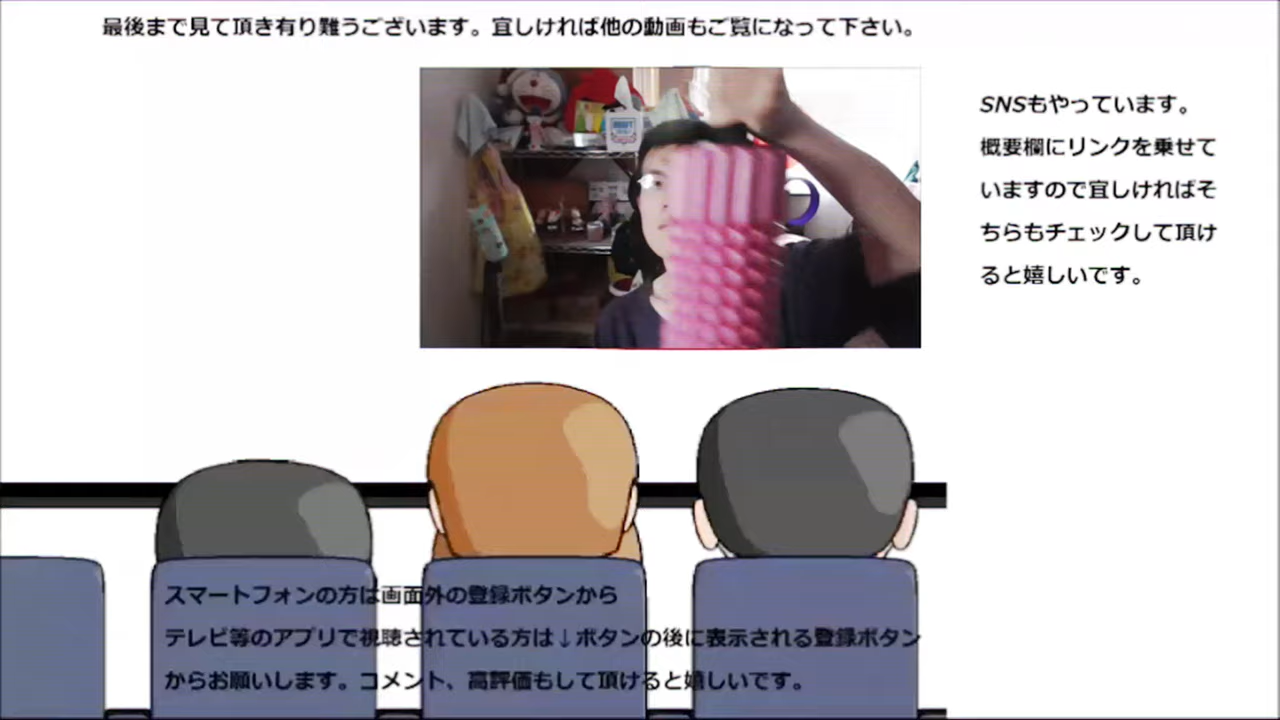 最後まで見て頂き有り難うございます。宜しければ他の動画もご覧になって下さい。
SNSもやっています。
概要欄にリンクを乗せて
いますので宜しければそ
ちらもチェックして頂け
ると嬉しいです。
スマートフォンの方は画面外の登録ボタンから
テレビ等のアプリで視聴されている方は↓ボタンの後に表示される登録ボタン
からお願いします。コメント、高評価もして頂けると嬉しいです。